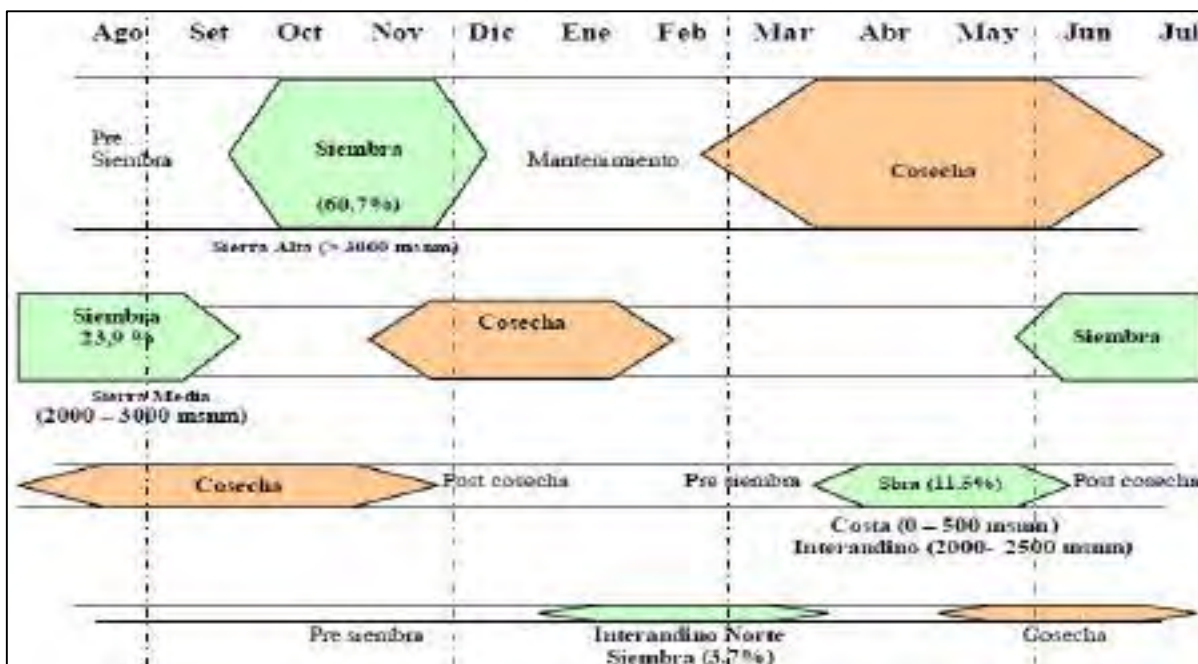 Ago Set Oct Nov Dic Ene Feb Mar Abr May Jun Jul
Pre
Siembra
Siembra
(60,7%)
Mantenimiento
Cosecha
Sierra Alta (> 3000 msnm)
Siembra
23,9 %
Cosecha
Siembra
Sierra Media
(2000 – 3000 msnm)
Cosecha
Post cosecha
Pre siembra
Sbra (11.5%)
Post cosecha
Costa (0 – 500 msnm)
Interandino (2000- 2500 msnm)
Pre siembra
Interandino Norte
Siembra (3,7%)
Cosecha